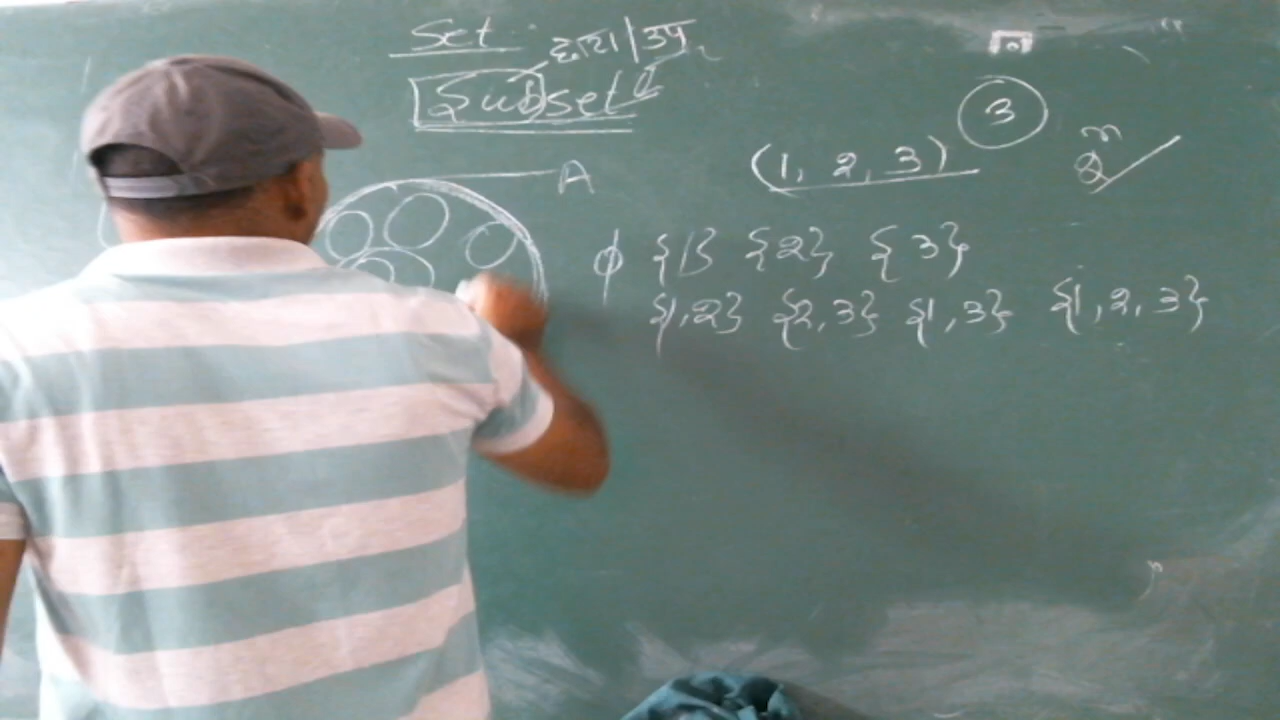 Set
छोटा/उप
Subset
A
(1, 2, 3)
3
2ⁿ
ϕ {1} {2} {3}
{1,2} {2,3} {1,3} {1,2,3}